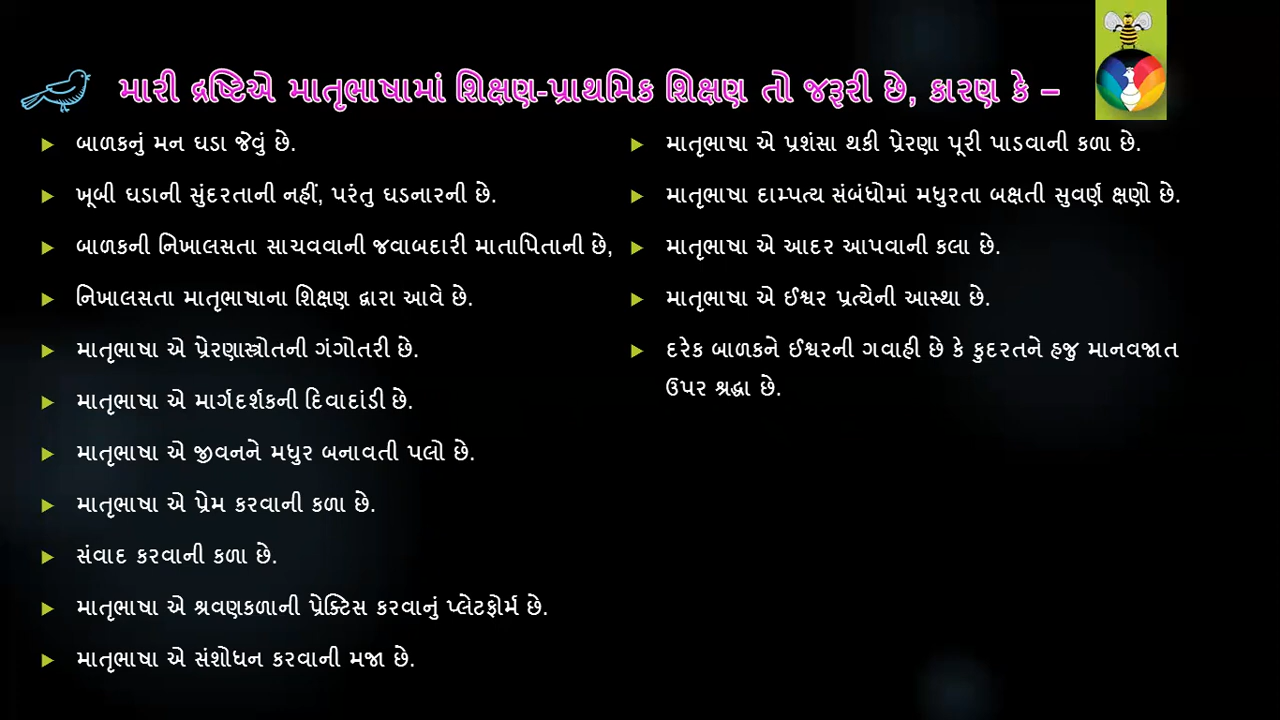 મારી દ્રષ્ટિએ માતૃભાષામાં શિક્ષણ-પ્રાથમિક શિક્ષણ તો જરૂરી છે, કારણ કે –
બાળકનું મન ઘડા જેવું છે.
ખૂબી ઘડાની સુંદરતાની નહીં, પરંતુ ઘડનારની છે.
બાળકની નિખાલસતા સાચવવાની જવાબદારી માતાપિતાની છે,
નિખાલસતા માતૃભાષાના શિક્ષણ દ્વારા આવે છે.
માતૃભાષા એ પ્રેરણાસ્ત્રોતની ગંગોતરી છે.
માતૃભાષા એ માર્ગદર્શકની દિવાદાંડી છે.
માતૃભાષા એ જીવનને મધુર બનાવતી પલો છે.
માતૃભાષા એ પ્રેમ કરવાની કળા છે.
સંવાદ કરવાની કળા છે.
માતૃભાષા એ શ્રવણકળાની પ્રેક્ટિસ કરવાનું પ્લેટફોર્મ છે.
માતૃભાષા એ સંશોધન કરવાની મજા છે.
માતૃભાષા એ પ્રશંસા થકી પ્રેરણા પૂરી પાડવાની કળા છે.
માતૃભાષા દામ્પત્ય સંબંધોમાં મધુરતા બક્ષતી સુવર્ણ ક્ષણો છે.
માતૃભાષા એ આદર આપવાની કલા છે.
માતૃભાષા એ ઈશ્વર પ્રત્યેની આસ્થા છે.
દરેક બાળકને ઈશ્વરની ગવાહી છે કે કુદરતને હજુ માનવજાત
ઉપર શ્રદ્ધા છે.